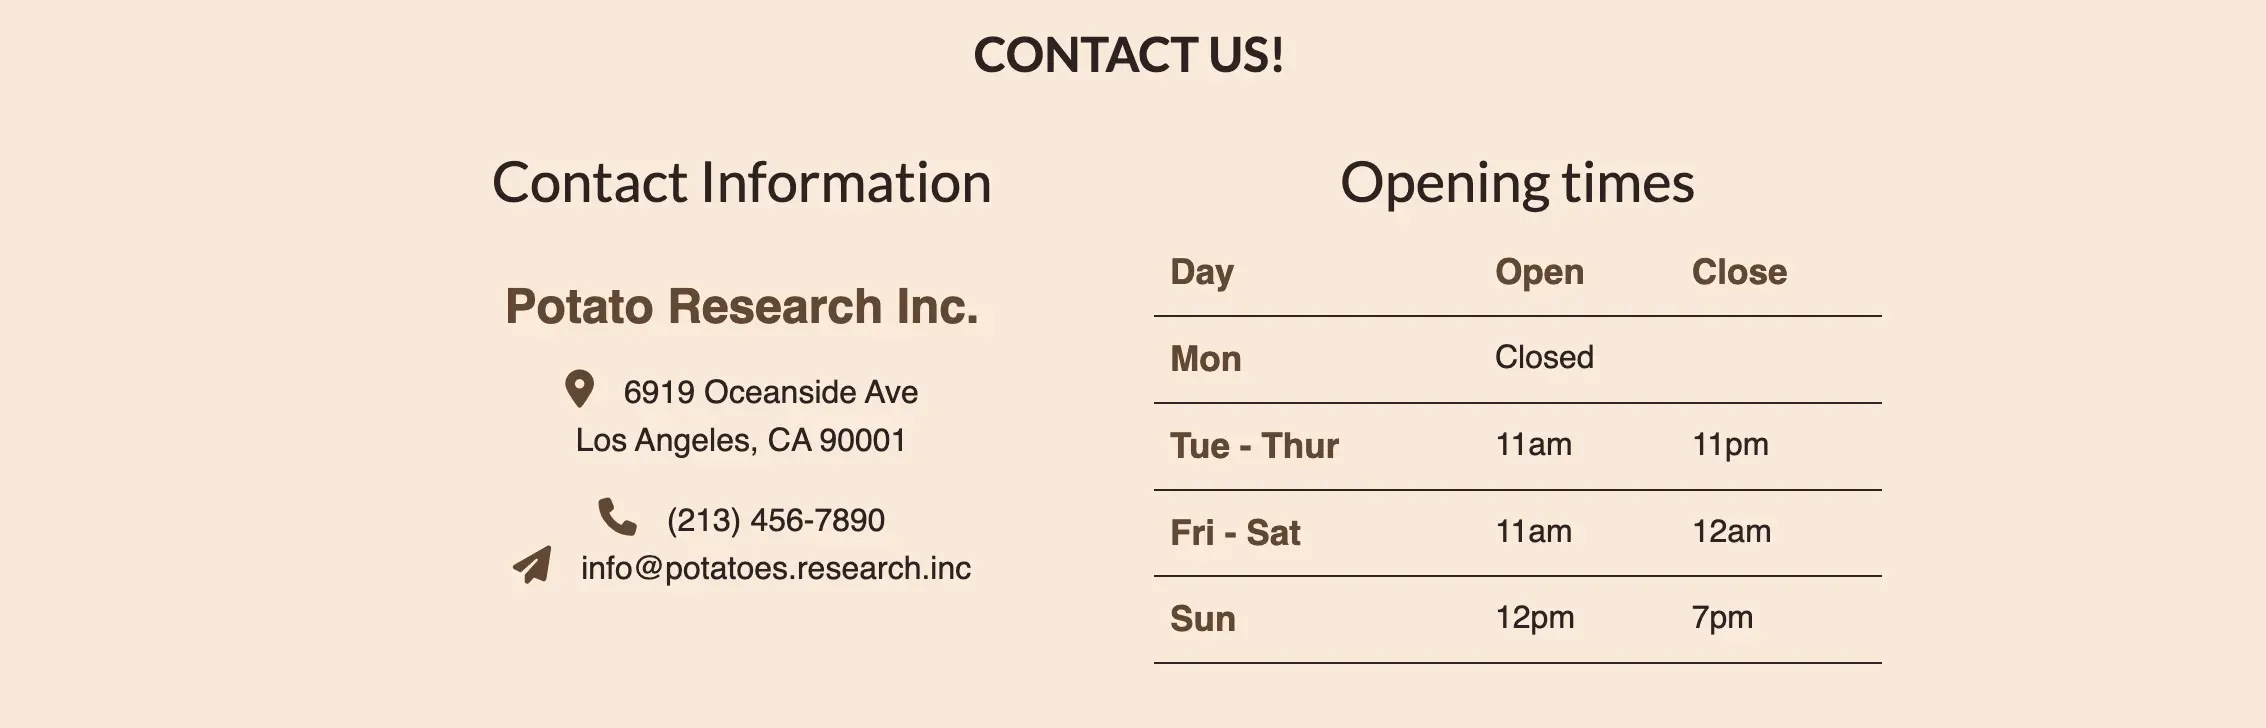 CONTACT US!
Contact Information
Potato Research Inc.
6919 Oceanside Ave
Los Angeles, CA 90001
(213) 456-7890
info@potatoes.research.inc
Opening times
Day Open Close
Mon Closed
Tue - Thur 11am 11pm
Fri - Sat 11am 12am
Sun 12pm 7pm